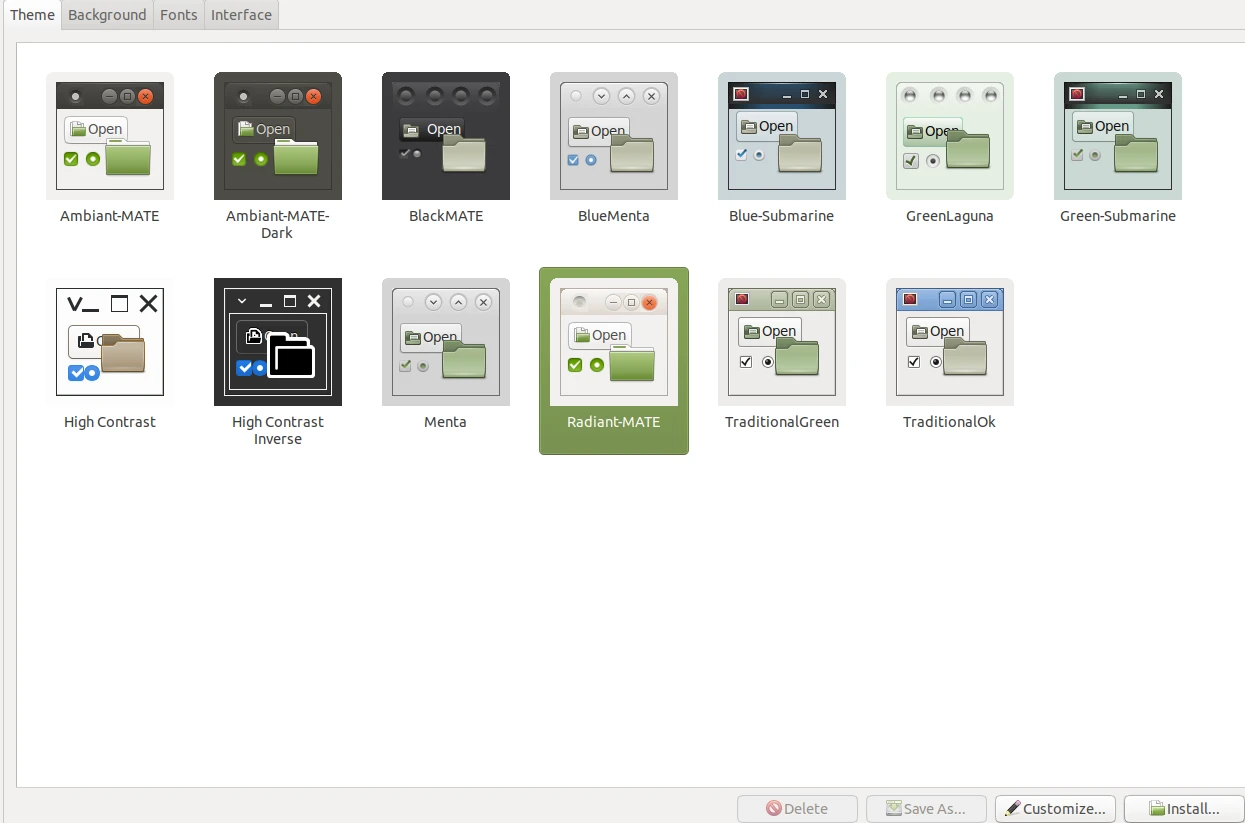 Theme Background Fonts Interface
Open Open Open Open Open Open Open
Ambiant-MATE Ambiant-MATE- BlackMATE BlueMenta Blue-Submarine GreenLaguna Green-Submarine
Dark
Open Open Open Open
High Contrast High Contrast Menta Radiant-MATE TraditionalGreen TraditionalOk
Inverse
Delete Save As... Customize... Install...